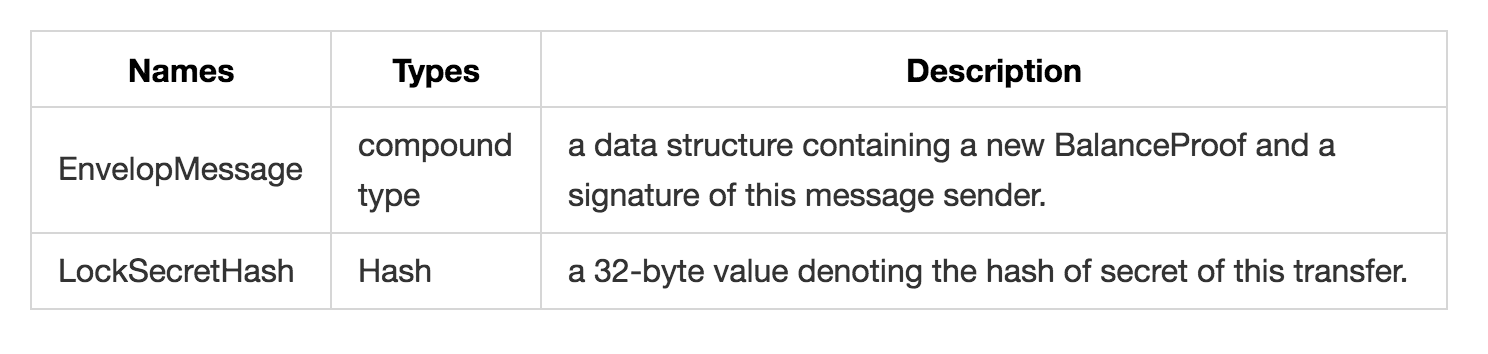 Names Types Description
EnvelopMessage compound type a data structure containing a new BalanceProof and a
signature of this message sender.
LockSecretHash Hash a 32-byte value denoting the hash of secret of this transfer.